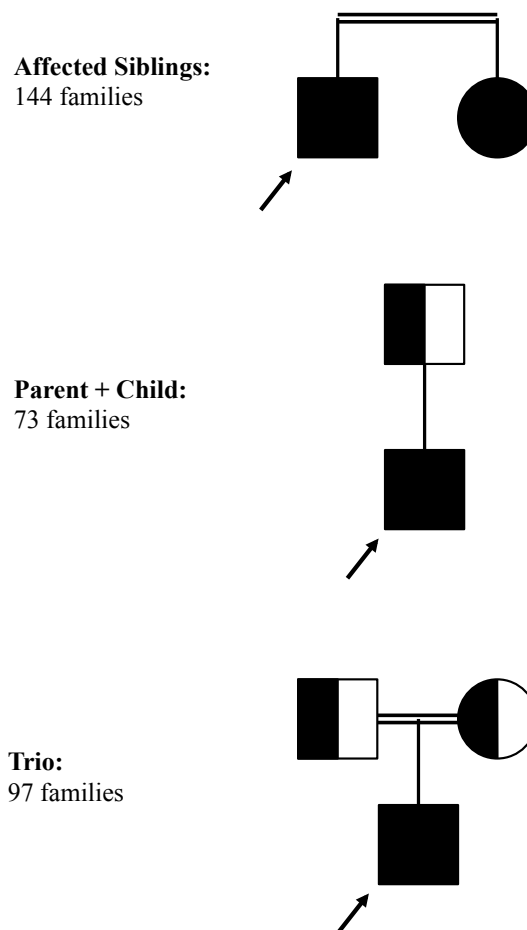 Affected Siblings:
144 families
Parent + Child:
73 families
Trio:
97 families